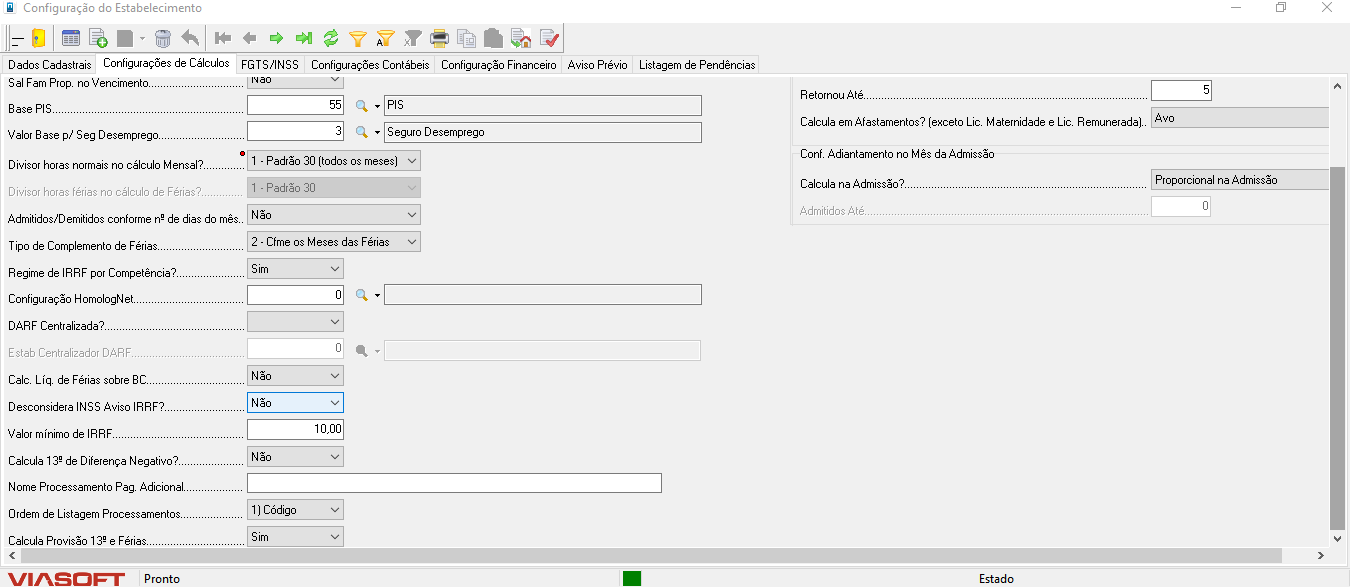 Configuração do Estabelecimento
Dados Cadastrais Configurações de Cálculos FGTS/INSS Configurações Contábeis Configuração Financeiro Aviso Prévio Listagem de Pendências
Sal Fam Prop. no Vencimento Não
Base PIS 55 PIS
Valor Base p/ Seg Desemprego 3 Seguro Desemprego
Divisor horas normais no cálculo Mensal? 1 - Padrão 30 (todos os meses)
Divisor horas férias no cálculo de Férias? 1 - Padrão 30
Admitidos/Demitidos conforme nº de dias do mês.. Não
Tipo de Complemento de Férias 2 - Cfme os Meses das Férias
Regime de IRRF por Competência? Sim
Configuração HomologNet 0
DARF Centralizada?
Estab Centralizador DARF 0
Calc. Líq. de Férias sobre BC Não
Desconsidera INSS Aviso IRRF? Não
Valor mínimo de IRRF 10,00
Calcula 13º de Diferença Negativo? Não
Nome Processamento Pag. Adicional
Ordem de Listagem Processamentos 1) Código
Calcula Provisão 13º e Férias Sim
Retornou Até 5
Calcula em Afastamentos? (exceto Lic. Maternidade e Lic. Remunerada).. Avo
Conf. Adiantamento no Mês da Admissão
Calcula na Admissão? Proporcional na Admissão
Admitidos Até 0
VIASOFT Pronto Estado